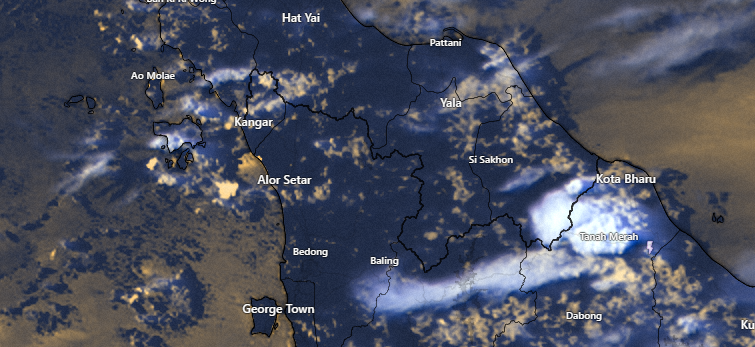 Hat Yai
Pattani
Ao Molae
Yala
Kangar
Si Sakhon
Alor Setar
Kota Bharu
Tanah Merah
Bedong
Baling
George Town
Dabong